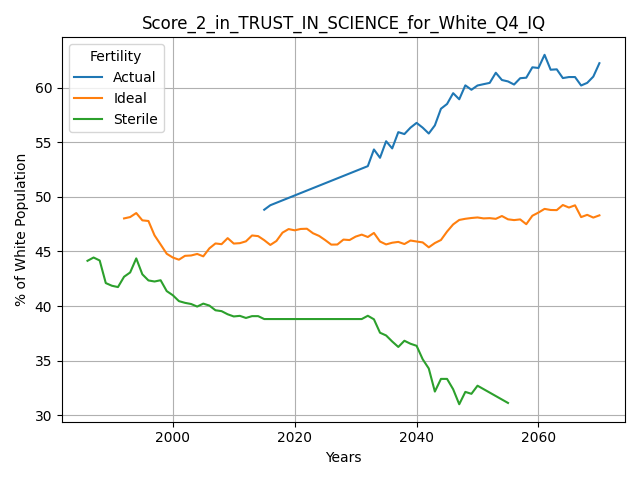 Score_2_in_TRUST_IN_SCIENCE_for_White_Q4_IQ
Fertility
Actual
Ideal
Sterile
% of White Population
60
55
50
45
40
35
30
2000
2020
2040
2060
Years